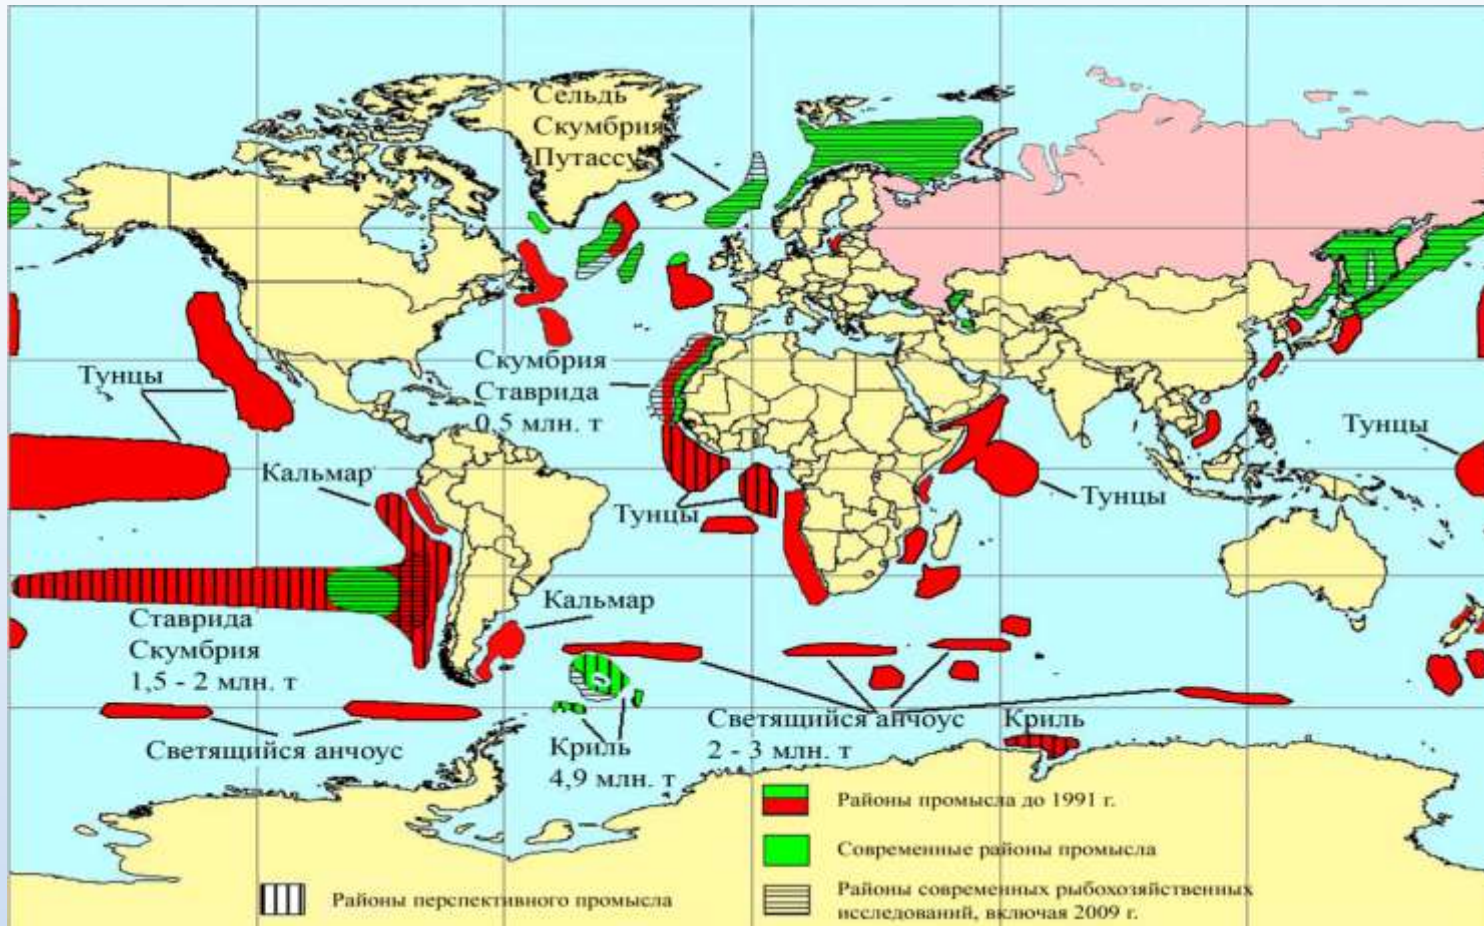 Сельдь
Скумбрия
Путассу
Скумбрия
Ставрида
0,5 млн. т
Тунцы
Кальмар
Тунцы
Тунцы
Тунцы
Ставрида
Скумбрия
1,5 - 2 млн. т
Кальмар
Светящийся анчоус
Криль
4,9 млн. т
Светящийся анчоус
2 - 3 млн. т
Криль
Районы промысла до 1991 г.
Современные районы промысла
Районы перспективного промысла
Районы современных рыбохозяйственных
исследований, включая 2009 г.